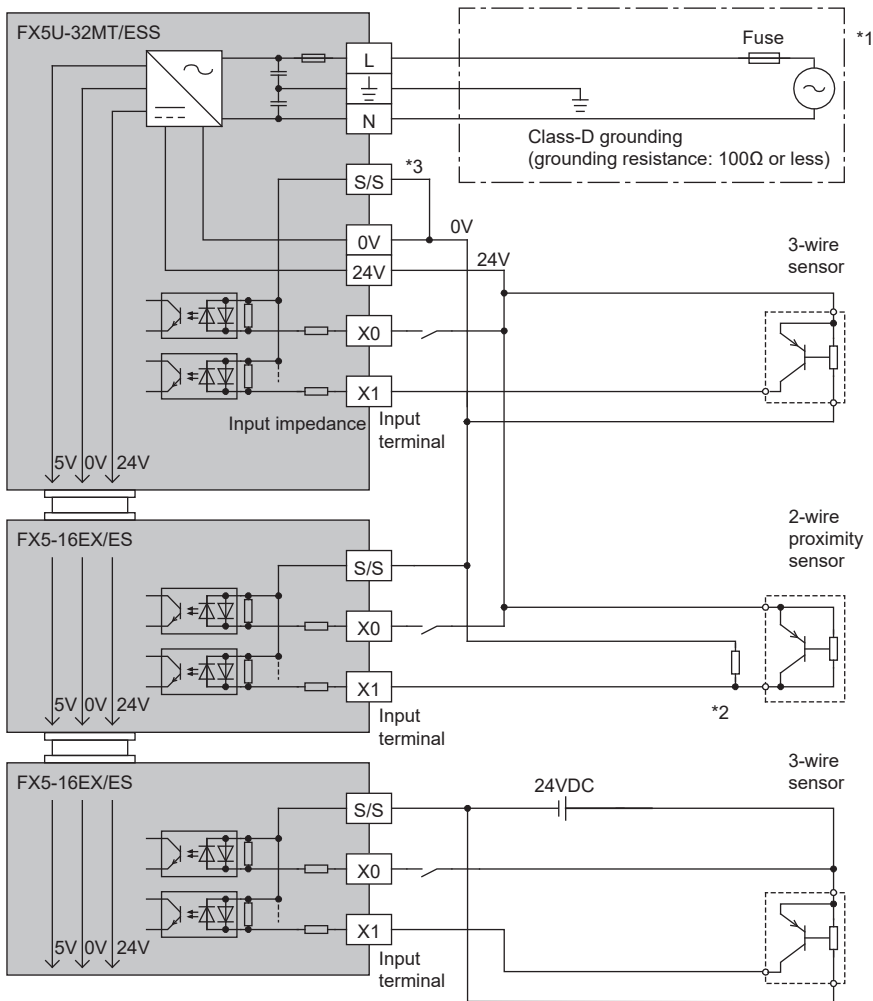 FX5U-32MT/ESS
Fuse
*1
L
N
Class-D grounding
(grounding resistance: 100Ω or less)
S/S
*3
0V
0V
24V
24V
3-wire
sensor
X0
X1
Input impedance
Input
terminal
5V 0V 24V
FX5-16EX/ES
2-wire
proximity
sensor
S/S
X0
X1
*2
5V 0V 24V
Input
terminal
FX5-16EX/ES
3-wire
sensor
24VDC
S/S
X0
X1
5V 0V 24V
Input
terminal